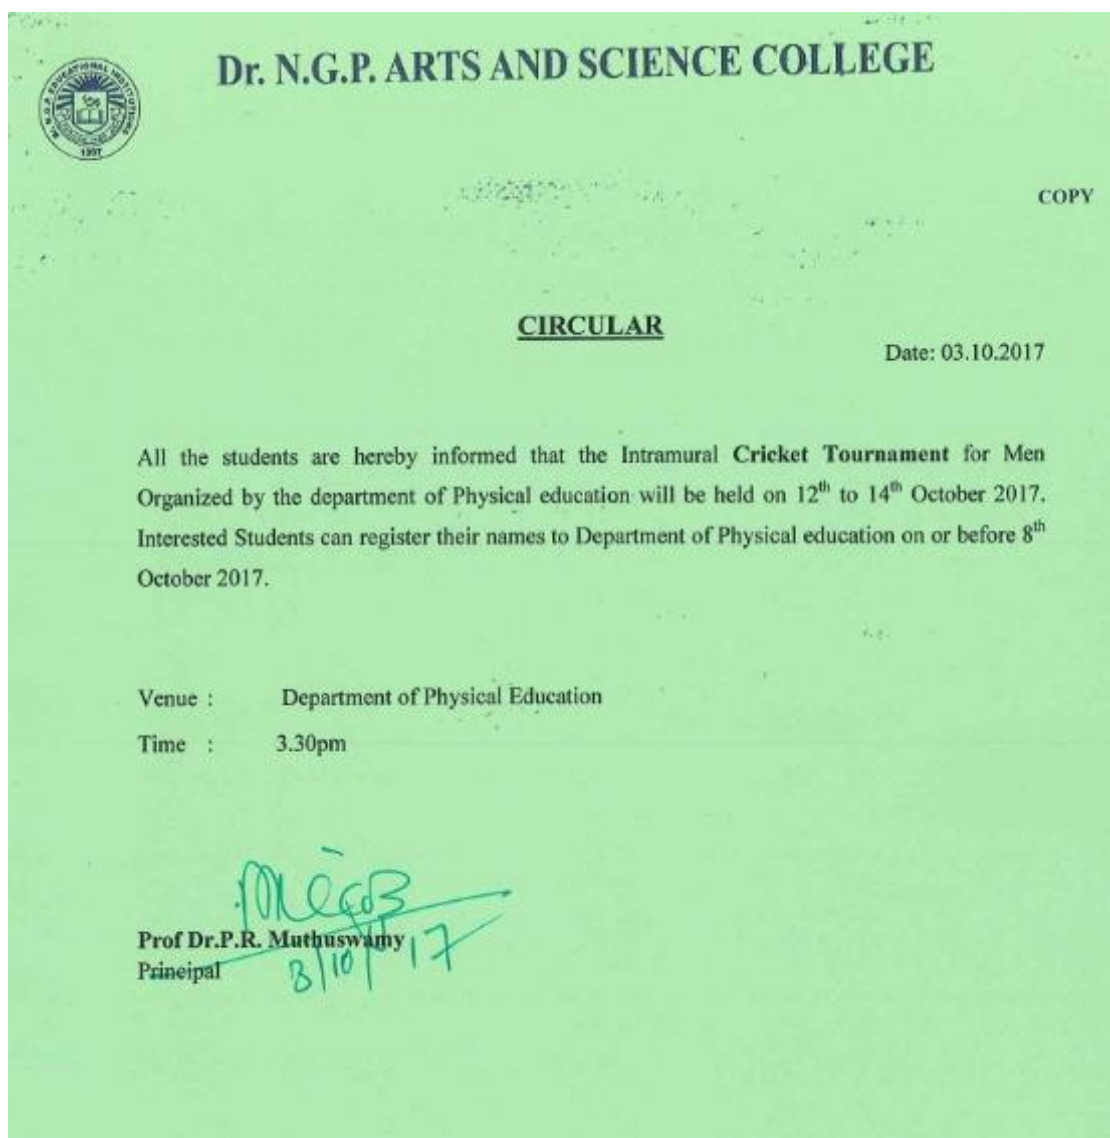 Dr. N.G.P. ARTS AND SCIENCE COLLEGE
1997
COPY
CIRCULAR
Date: 03.10.2017
All the students are hereby informed that the Intramural Cricket Tournament for Men
Organized by the department of Physical education will be held on 12th to 14th October 2017.
Interested Students can register their names to Department of Physical education on or before 8th
October 2017.
Venue : Department of Physical Education
Time : 3.30pm
Prof Dr.P.R. Muthuswamy
Principal
3/10/17